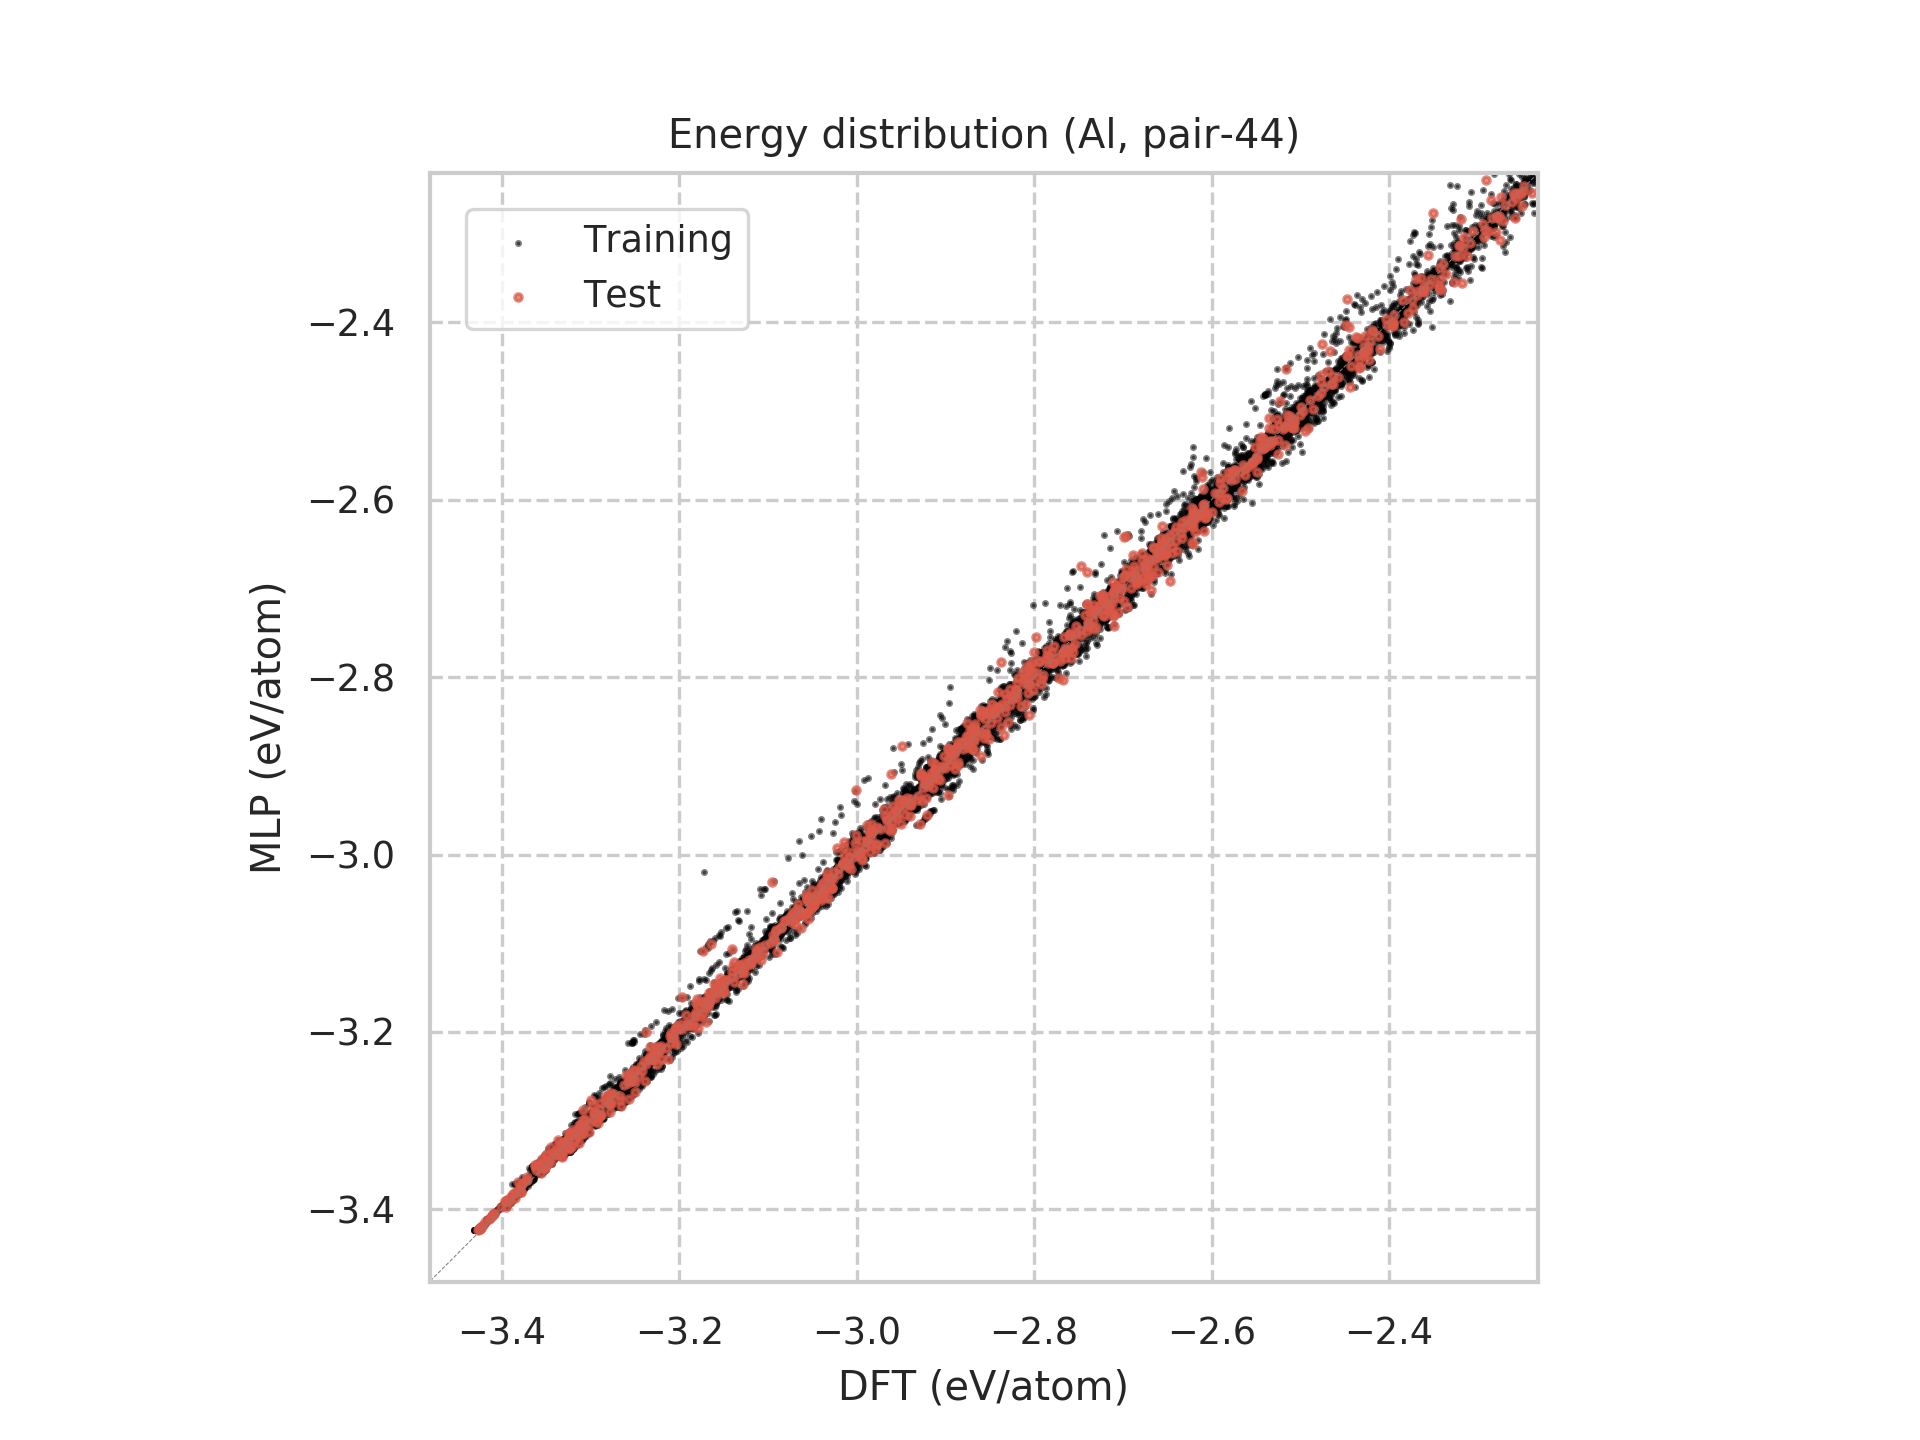 Energy distribution (Al, pair-44)
Training
Test
−2.4
−2.6
−2.8
−3.0
−3.2
−3.4
MLP (eV/atom)
−3.4 −3.2 −3.0 −2.8 −2.6 −2.4
DFT (eV/atom)